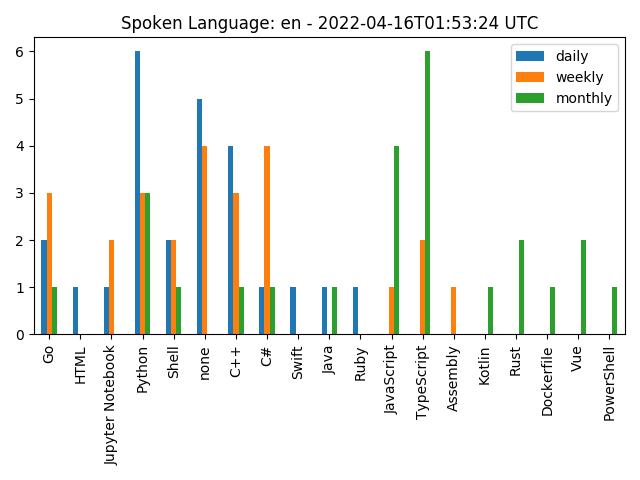 Spoken Language: en - 2022-04-16T01:53:24 UTC
daily
weekly
monthly
6
5
4
3
2
1
0
Go
HTML
Jupyter Notebook
Python
Shell
none
C++
C#
Swift
Java
Ruby
JavaScript
TypeScript
Assembly
Kotlin
Rust
Dockerfile
Vue
PowerShell